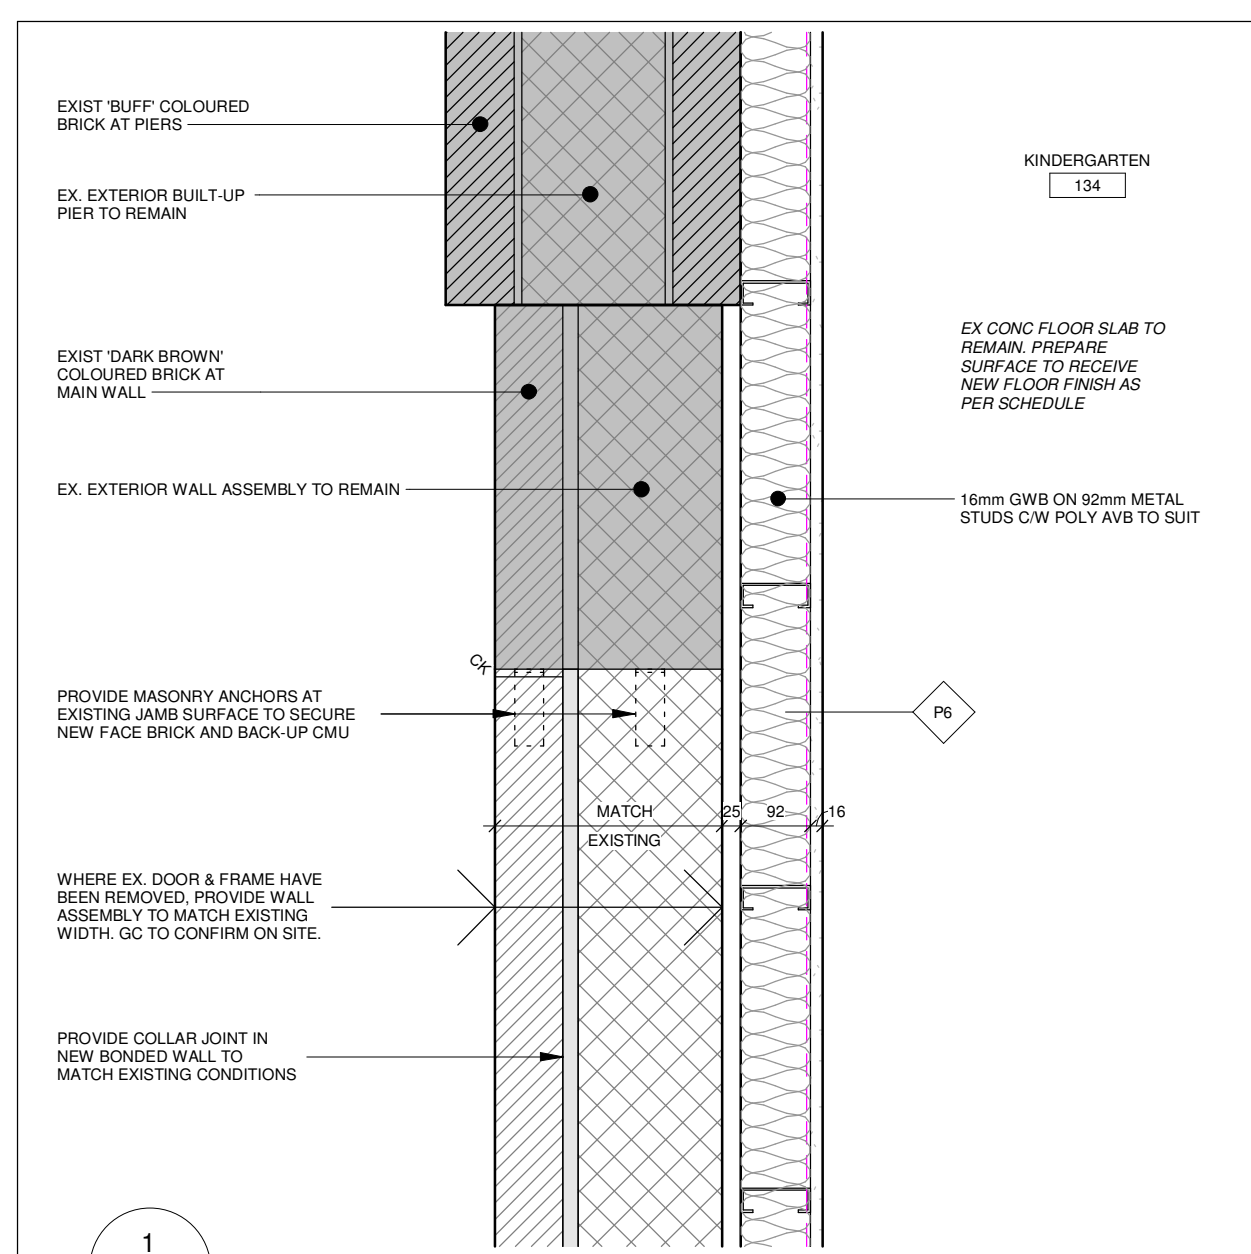 EXIST 'BUFF' COLOURED
BRICK AT PIERS
EX. EXTERIOR BUILT-UP
PIER TO REMAIN
EXIST 'DARK BROWN'
COLOURED BRICK AT
MAIN WALL
EX. EXTERIOR WALL ASSEMBLY TO REMAIN
CK
PROVIDE MASONRY ANCHORS AT
EXISTING JAMB SURFACE TO SECURE
NEW FACE BRICK AND BACK-UP CMU
MATCH
EXISTING
25
92
16
WHERE EX. DOOR & FRAME HAVE
BEEN REMOVED, PROVIDE WALL
ASSEMBLY TO MATCH EXISTING
WIDTH. GC TO CONFIRM ON SITE.
PROVIDE COLLAR JOINT IN
NEW BONDED WALL TO
MATCH EXISTING CONDITIONS
1
KINDERGARTEN
134
EX CONC FLOOR SLAB TO
REMAIN. PREPARE
SURFACE TO RECEIVE
NEW FLOOR FINISH AS
PER SCHEDULE
16mm GWB ON 92mm METAL
STUDS C/W POLY AVB TO SUIT
P6